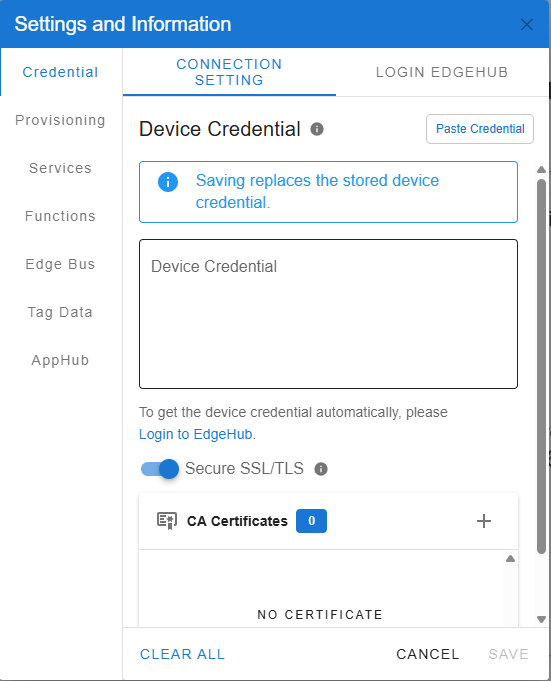 Settings and Information
Credential
Provisioning
Services
Functions
Edge Bus
Tag Data
AppHub
CONNECTION
SETTING
LOGIN EDGEHUB
Device Credential
Paste Credential
Saving replaces the stored device
credential.
Device Credential
To get the device credential automatically, please
Login to EdgeHub.
Secure SSL/TLS
CA Certificates 0
NO CERTIFICATE
CLEAR ALL
CANCEL
SAVE